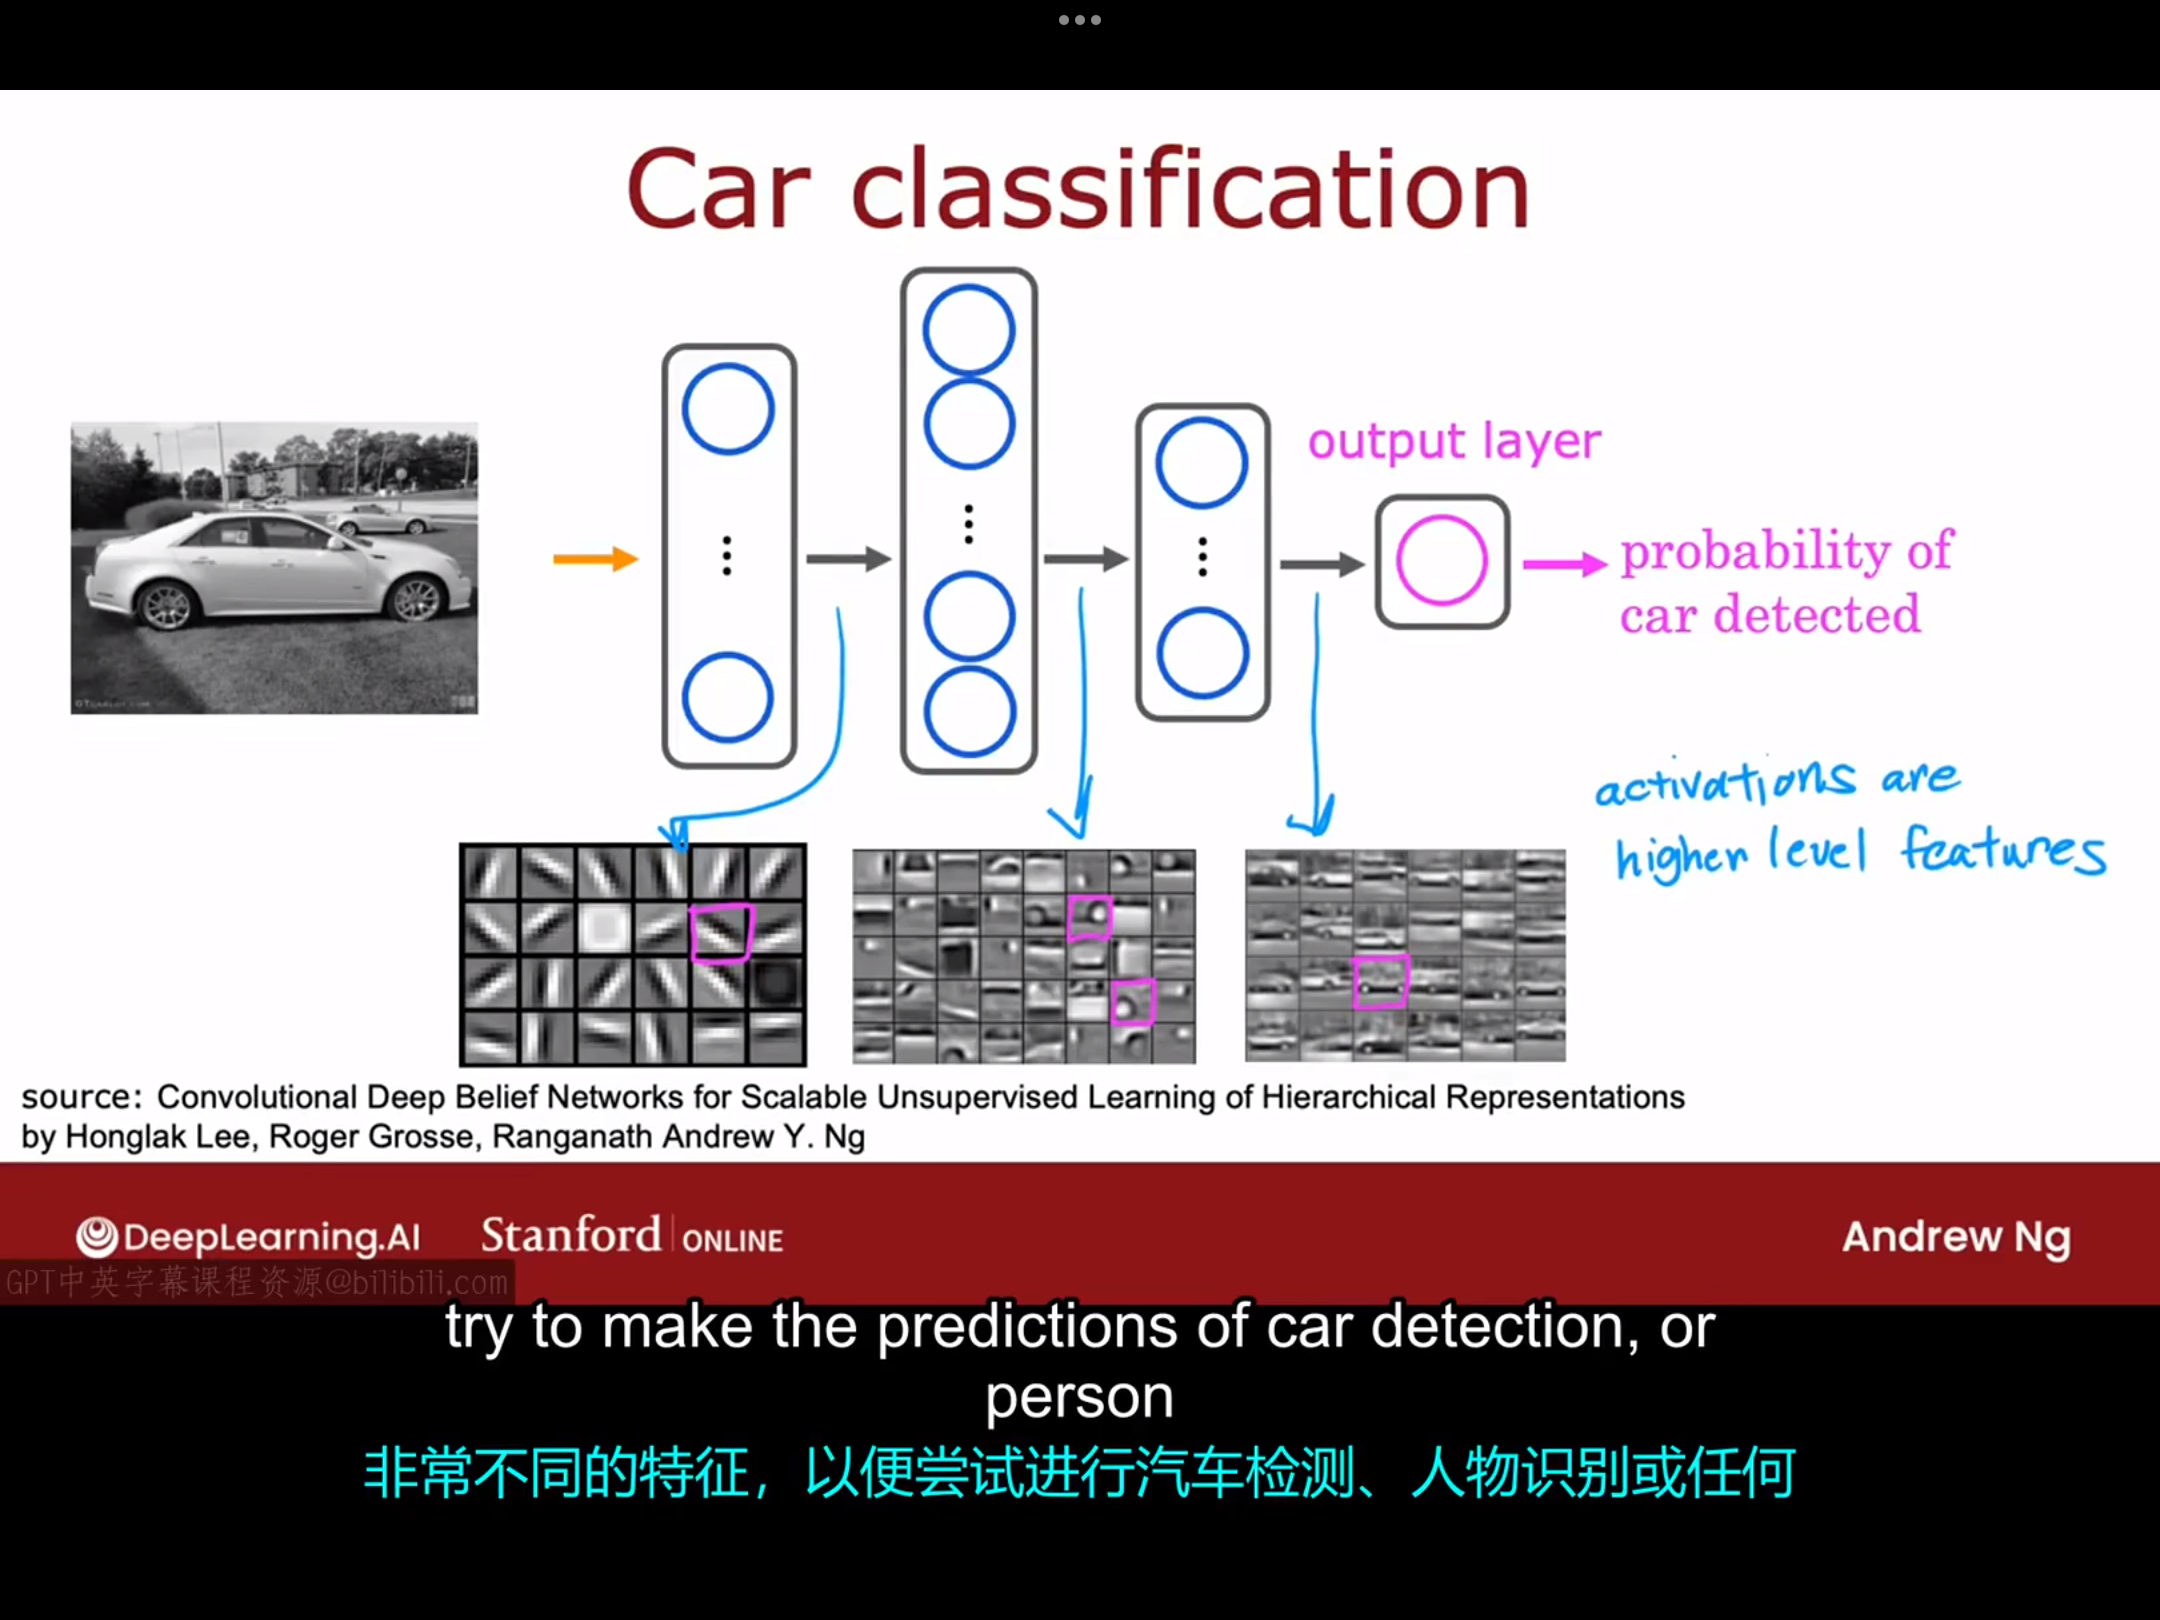 Car classification
output layer
probability of
car detected
activations are
higher level features
source: Convolutional Deep Belief Networks for Scalable Unsupervised Learning of Hierarchical Representations
by Honglak Lee, Roger Grosse, Ranganath Andrew Y. Ng
DeepLearning.AI
Stanford ONLINE
Andrew Ng
GPT中英字幕课程资源@bilibili.com
try to make the predictions of car detection, or
person
非常不同的特征，以便尝试进行汽车检测、人物识别或任何